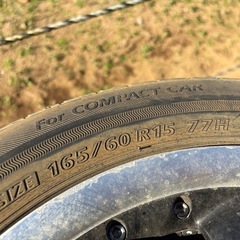 For COMPACT CAR
SIZE] 165/60 R15 77H